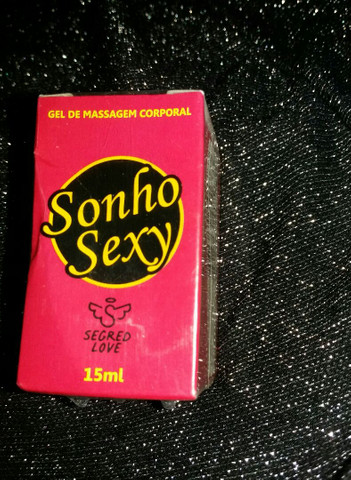 GEL DE MASSAGEM CORPORAL
Sonho
Sexy
S
SEGRED
LOVE
15ml